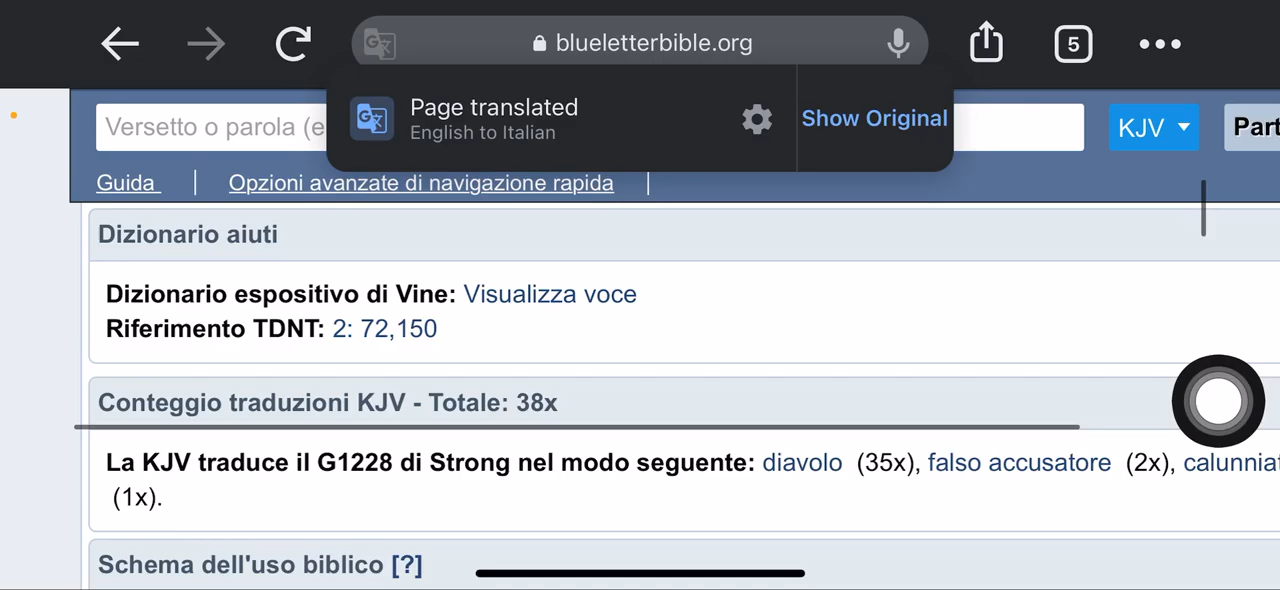 blueletterbible.org
5
Page translated
English to Italian
Show Original
Versetto o parola (e
KJV
Part
Guida
Opzioni avanzate di navigazione rapida
Dizionario aiuti
Dizionario espositivo di Vine: Visualizza voce
Riferimento TDNT: 2: 72,150
Conteggio traduzioni KJV - Totale: 38x
La KJV traduce il G1228 di Strong nel modo seguente: diavolo (35x), falso accusatore (2x), calunniat
(1x).
Schema dell'uso biblico [?]